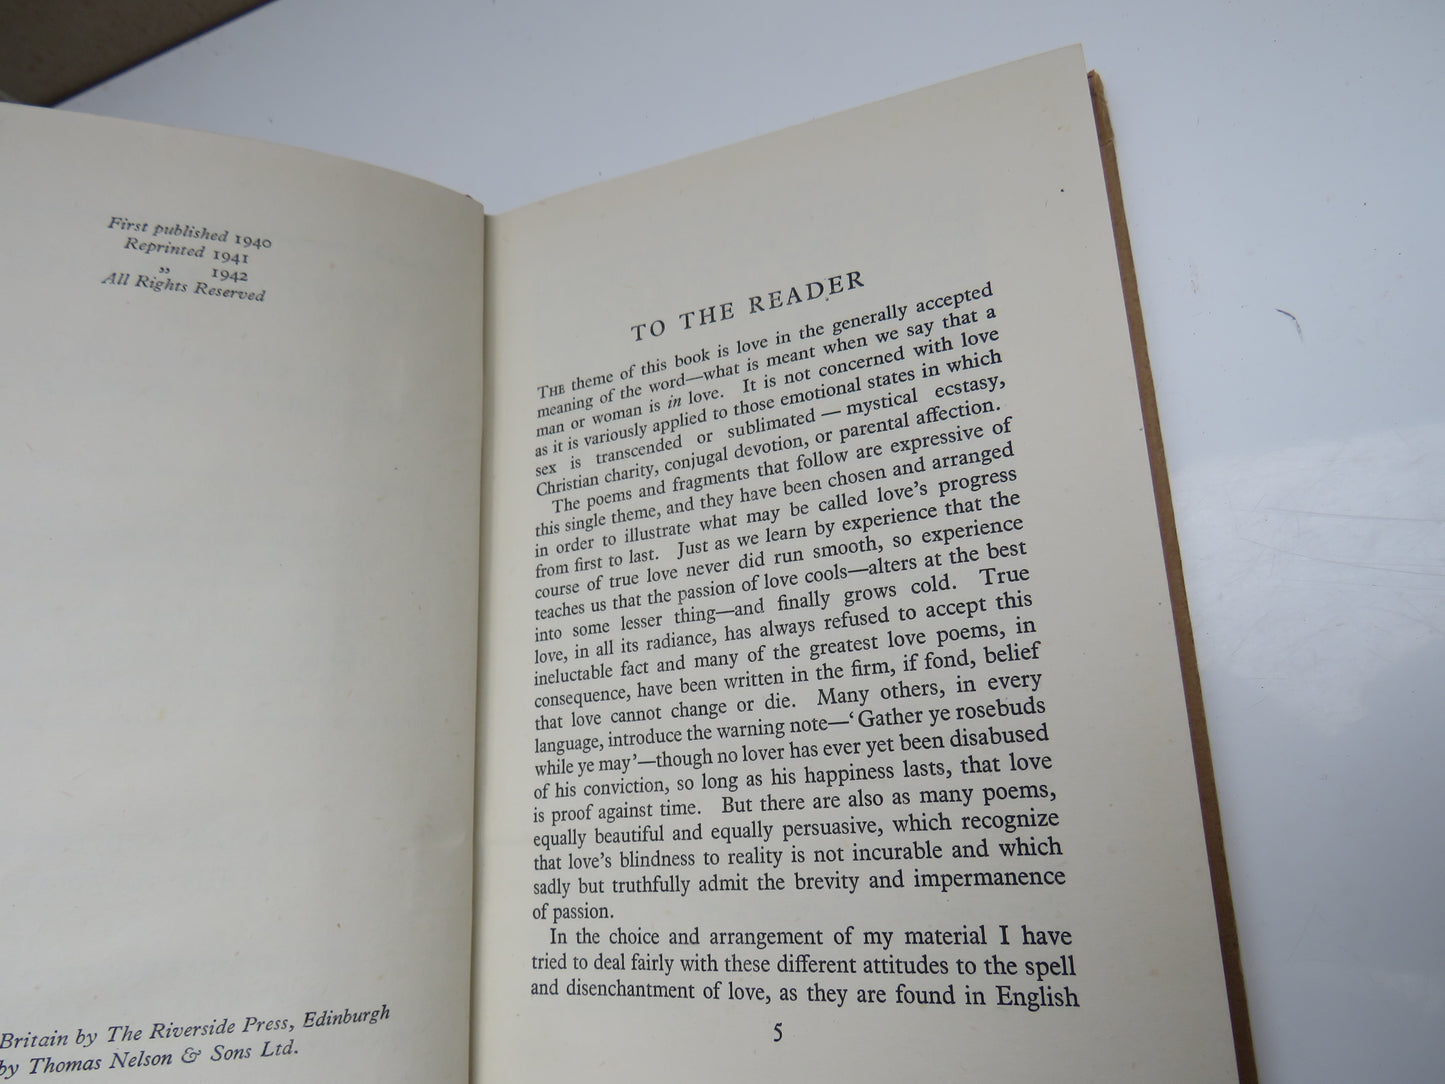 First published 1940
Reprinted 1941
" 1942
All Rights Reserved
Britain by The Riverside Press, Edinburgh
by Thomas Nelson & Sons Ltd.
TO THE READER
THE theme of this book is love in the generally accepted
meaning of the word—what is meant when we say that a
man or woman is in love. It is not concerned with love
as it is variously applied to those emotional states in which
sex is transcended or sublimated — mystical ecstasy,
Christian charity, conjugal devotion, or parental affection.
The poems and fragments that follow are expressive of
this single theme, and they have been chosen and arranged
in order to illustrate what may be called love's progress
from first to last. Just as we learn by experience that the
course of true love never did run smooth, so experience
teaches us that the passion of love cools—alters at the best
into some lesser thing—and finally grows cold. True
love, in all its radiance, has always refused to accept this
ineluctable fact and many of the greatest love poems, in
consequence, have been written in the firm, if fond, belief
that love cannot change or die. Many others, in every
language, introduce the warning note—'Gather ye rosebuds
while ye may'—though no lover has ever yet been disabused
of his conviction, so long as his happiness lasts, that love
is proof against time. But there are also as many poems,
equally beautiful and equally persuasive, which recognize
that love's blindness to reality is not incurable and which
sadly but truthfully admit the brevity and impermanence
of passion.
In the choice and arrangement of my material I have
tried to deal fairly with these different attitudes to the spell
and disenchantment of love, as they are found in English
5